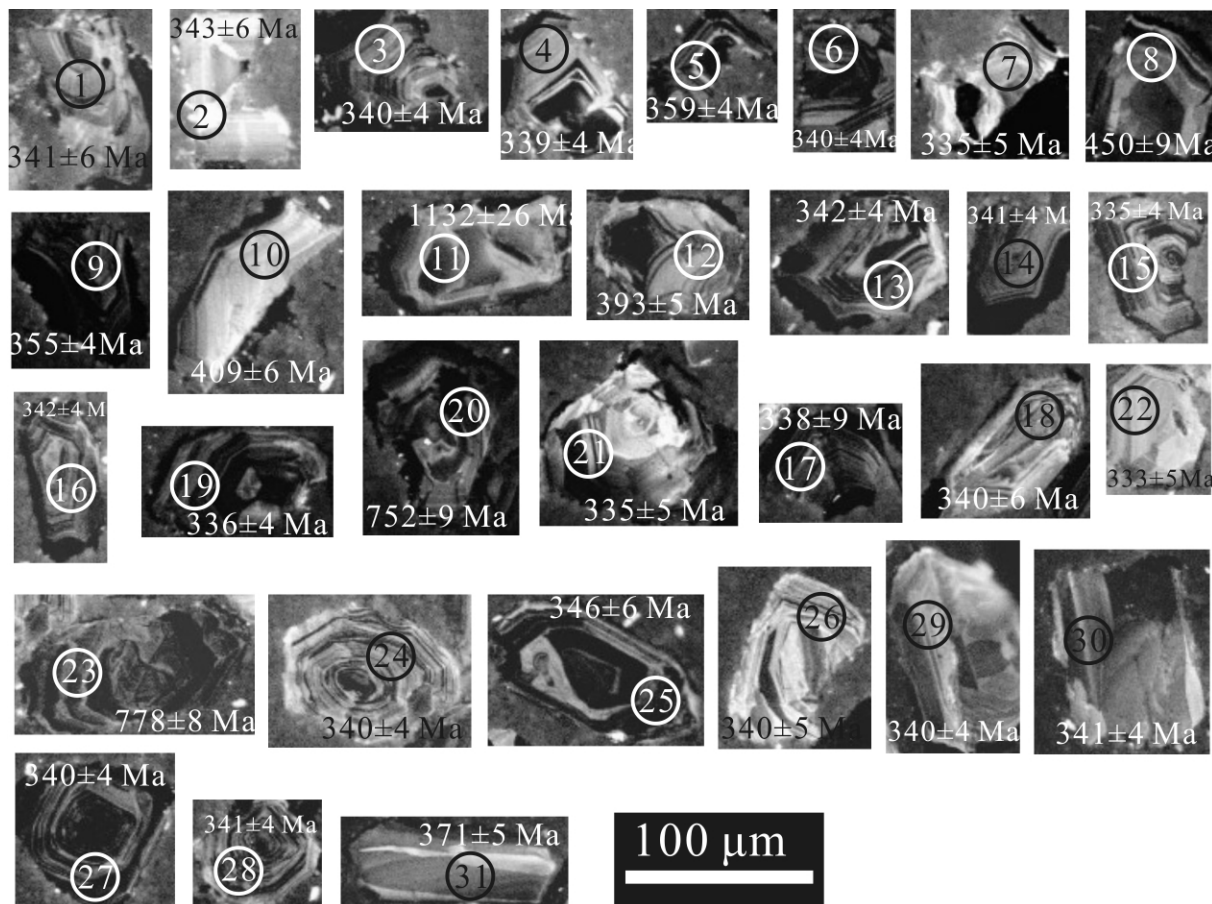 1
341±6 Ma
343±6 Ma
2
3
340±4 Ma
4
339±4 Ma
5
359±4Ma
6
340±4Ma
7
335±5 Ma
8
450±9Ma
9
355±4Ma
10
409±6 Ma
1132±26 Ma
11
12
393±5 Ma
342±4 Ma
13
341±4 M
14
335±4 Ma
15
342±4 M
16
19
336±4 Ma
20
752±9 Ma
21
335±5 Ma
338±9 Ma
17
18
340±6 Ma
22
333±5Ma
23
778±8 Ma
24
340±4 Ma
346±6 Ma
25
26
340±5 Ma
29
340±4 Ma
30
341±4 Ma
340±4 Ma
27
341±4 Ma
28
371±5 Ma
31
100 µm